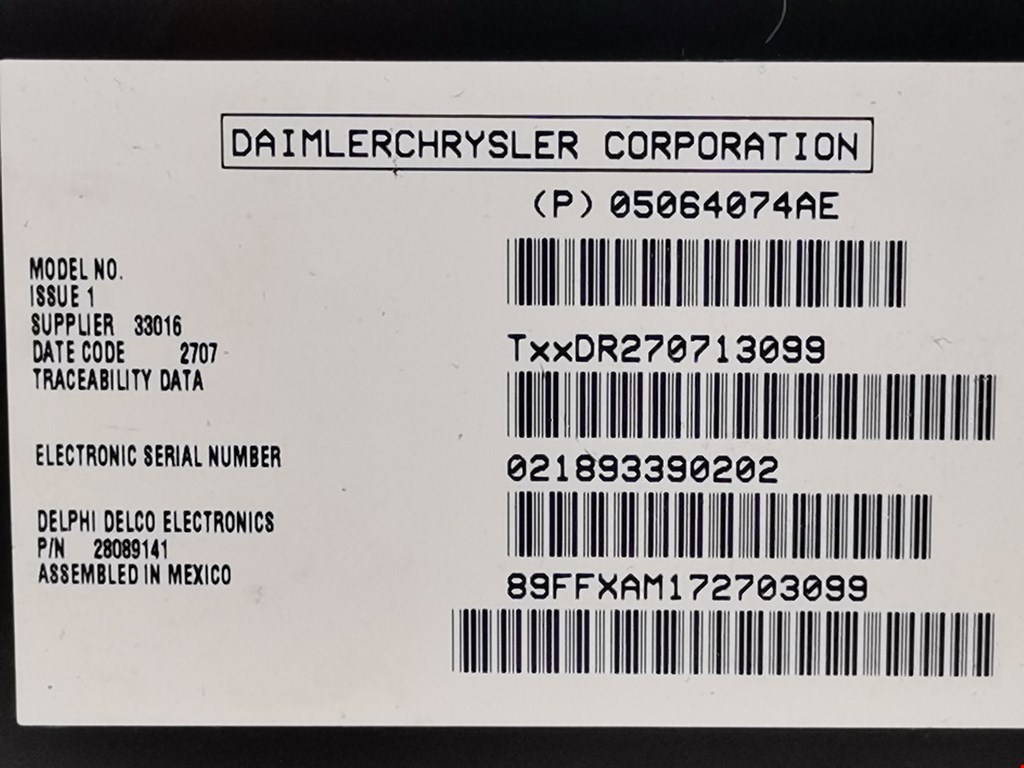 DAIMLERCHRYSLER CORPORATION
(P) 05064074AE
MODEL NO.
ISSUE 1
SUPPLIER 33016
DATE CODE 2707
TRACEABILITY DATA
TxxDR270713099
ELECTRONIC SERIAL NUMBER
021893390202
DELPHI DELCO ELECTRONICS
P/N 28089141
ASSEMBLED IN MEXICO
89FFXAM172703099